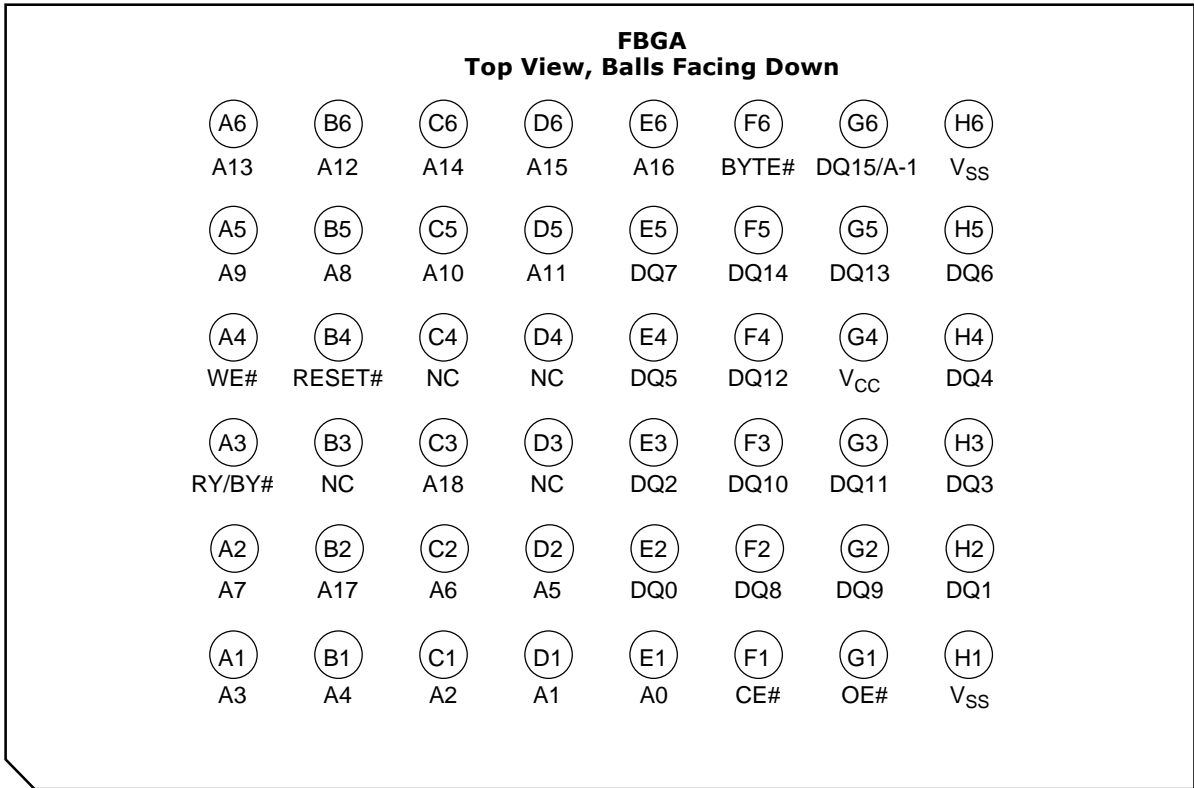 FBGA
Top View, Balls Facing Down
A6 B6 C6 D6 E6 F6 G6 H6
A13 A12 A14 A15 A16 BYTE# DQ15/A-1 VSS
A5 B5 C5 D5 E5 F5 G5 H5
A9 A8 A10 A11 DQ7 DQ14 DQ13 DQ6
A4 B4 C4 D4 E4 F4 G4 H4
WE# RESET# NC NC DQ5 DQ12 VCC DQ4
A3 B3 C3 D3 E3 F3 G3 H3
RY/BY# NC A18 NC DQ2 DQ10 DQ11 DQ3
A2 B2 C2 D2 E2 F2 G2 H2
A7 A17 A6 A5 DQ0 DQ8 DQ9 DQ1
A1 B1 C1 D1 E1 F1 G1 H1
A3 A4 A2 A1 A0 CE# OE# VSS